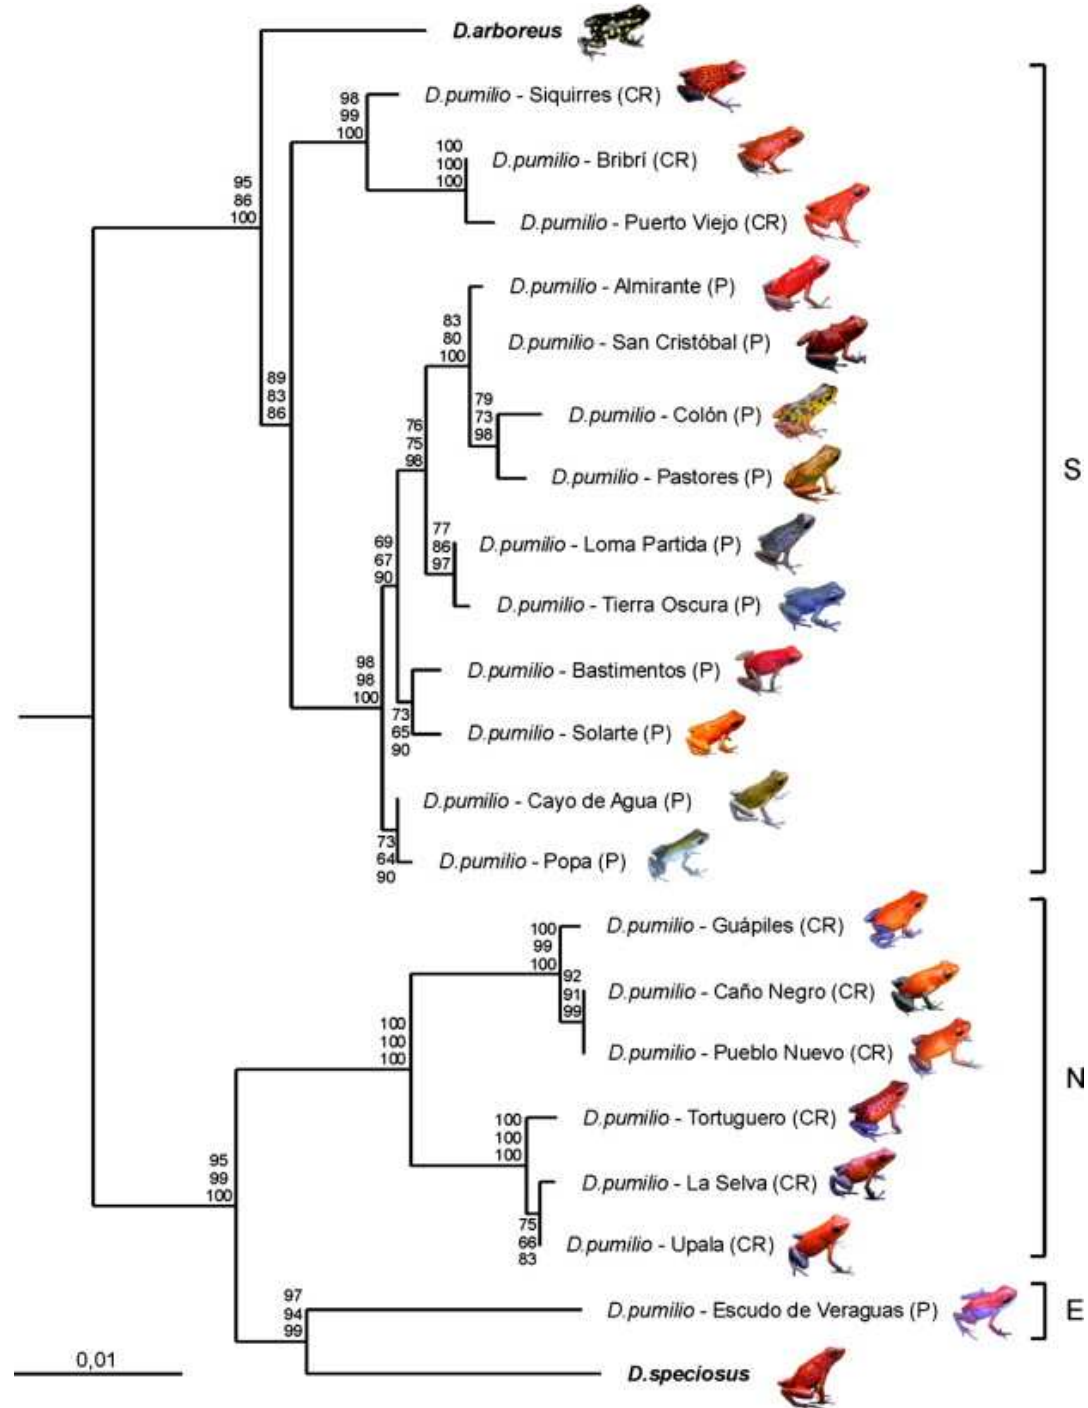 D.arboreus
98
99
100
D.pumilio - Siquirres (CR)
100
100
100
D.pumilio - Bribrí (CR)
95
86
100
D.pumilio - Puerto Viejo (CR)
D.pumilio - Almirante (P)
83
80
100
D.pumilio - San Cristóbal (P)
S
89
83
86
79
73
98
D.pumilio - Colón (P)
76
75
98
D.pumilio - Pastores (P)
77
86
97
D.pumilio - Loma Partida (P)
69
67
90
D.pumilio - Tierra Oscura (P)
98
98
100
D.pumilio - Bastimentos (P)
73
65
90
D.pumilio - Solarte (P)
D.pumilio - Cayo de Agua (P)
73
64
90
D.pumilio - Popa (P)
100
99
100
D.pumilio - Guápiles (CR)
92
91
99
D.pumilio - Caño Negro (CR)
100
100
100
D.pumilio - Pueblo Nuevo (CR)
N
100
100
100
D.pumilio - Tortuguero (CR)
95
99
100
D.pumilio - La Selva (CR)
75
66
83
D.pumilio - Upala (CR)
97
94
99
D.pumilio - Escudo de Veraguas (P)
E
0,01
D.speciosus